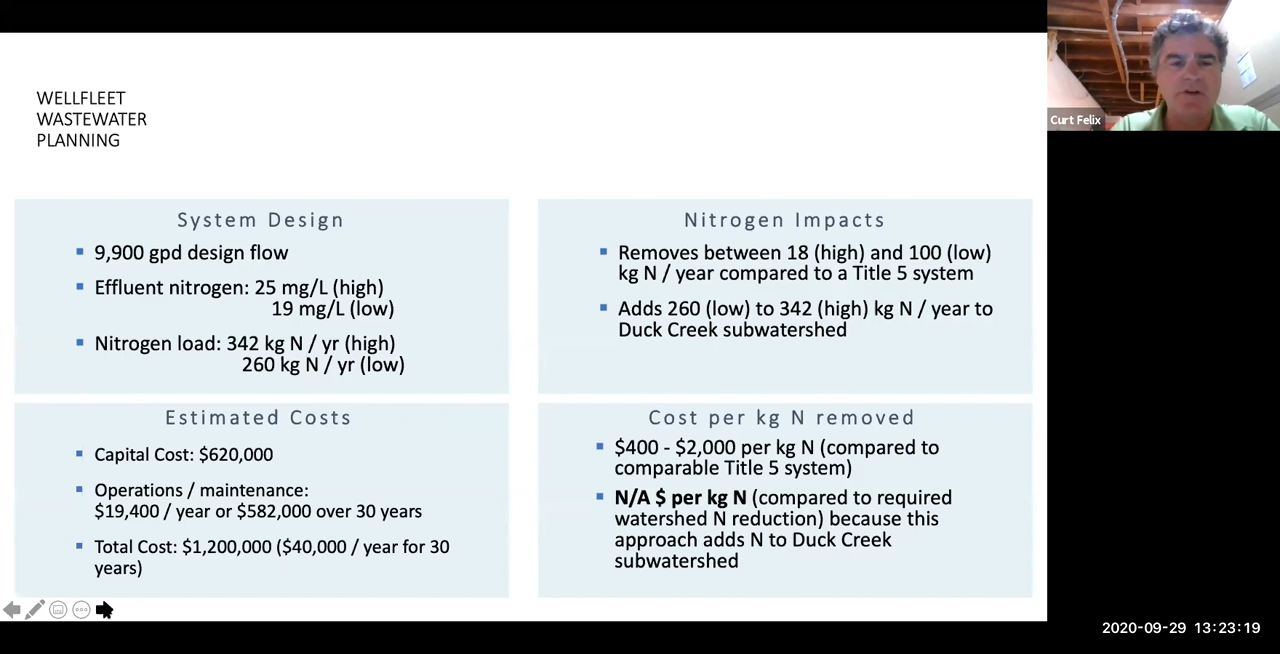 WELLFLEET
WASTEWATER
PLANNING
System Design
9,900 gpd design flow
Effluent nitrogen: 25 mg/L (high)
19 mg/L (low)
Nitrogen load: 342 kg N / yr (high)
260 kg N / yr (low)
Nitrogen Impacts
Removes between 18 (high) and 100 (low)
kg N / year compared to a Title 5 system
Adds 260 (low) to 342 (high) kg N / year to
Duck Creek subwatershed
Estimated Costs
Capital Cost: $620,000
Operations / maintenance:
$19,400 / year or $582,000 over 30 years
Total Cost: $1,200,000 ($40,000 / year for 30
years)
Cost per kg N removed
$400 - $2,000 per kg N (compared to
comparable Title 5 system)
N/A $ per kg N (compared to required
watershed N reduction) because this
approach adds N to Duck Creek
subwatershed
Curt Felix
2020-09-29 13:23:19